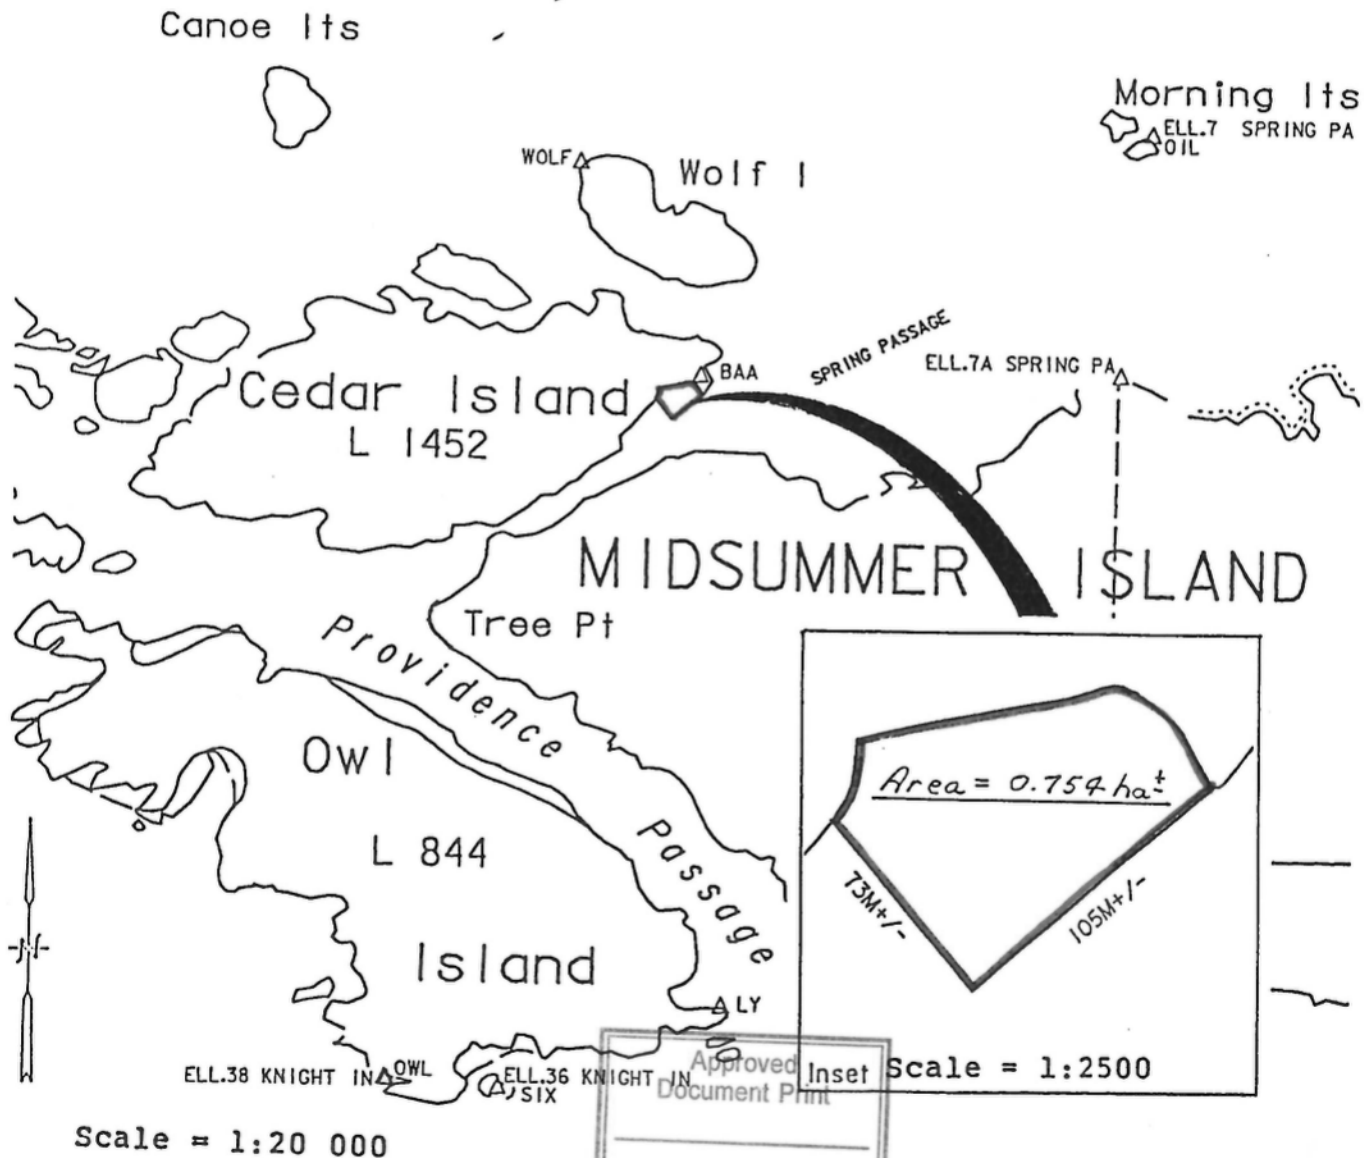 Canoe Its
Morning Its
ELL.7 SPRING PA
OIL
WOLF
Wolf I
SPRING PASSAGE
ELL.7A SPRING PA
BAA
Cedar Island
L 1452
MIDSUMMER ISLAND
Tree Pt
Providence Passage
Owl
L 844
Island
Area = 0.754 ha±
73M+/-
105M+/-
N
LY
ELL.38 KNIGHT IN
OWL
ELL.36 KNIGHT IN
SIX
Approved
Document Print
Inset Scale = 1:2500
Scale = 1:20 000